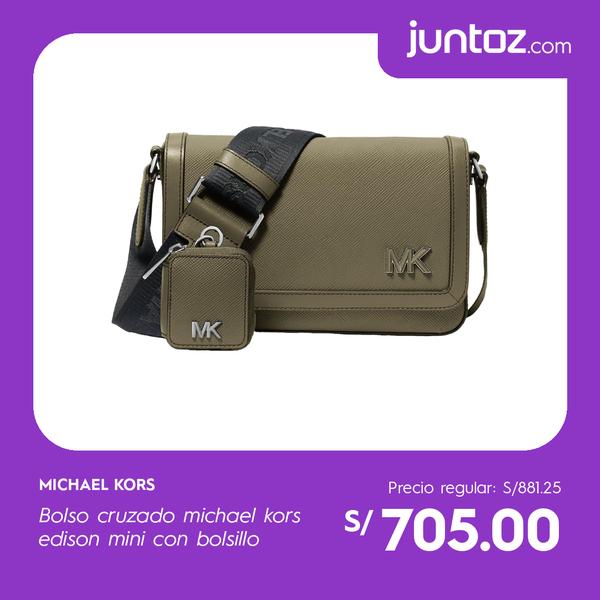 juntoz.com
MK
MK
MICHAEL KORS
Bolso cruzado michael kors
edison mini con bolsillo
Precio regular: S/881.25
S/705.00